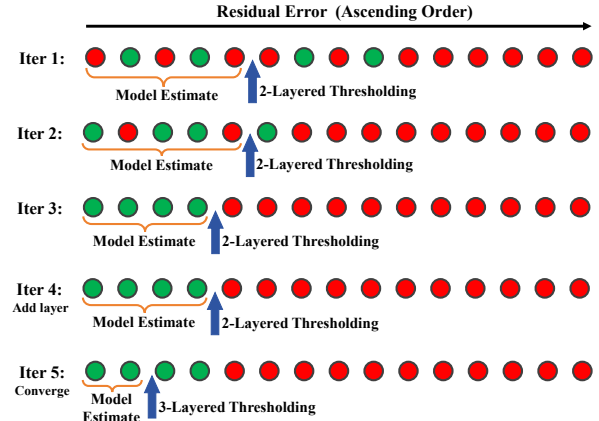 Residual Error (Ascending Order)
Iter 1:
Model Estimate
2-Layered Thresholding
Iter 2:
Model Estimate
2-Layered Thresholding
Iter 3:
Model Estimate
2-Layered Thresholding
Iter 4:
Add layer
Model Estimate
2-Layered Thresholding
Iter 5:
Converge
Model
Estimate
3-Layered Thresholding